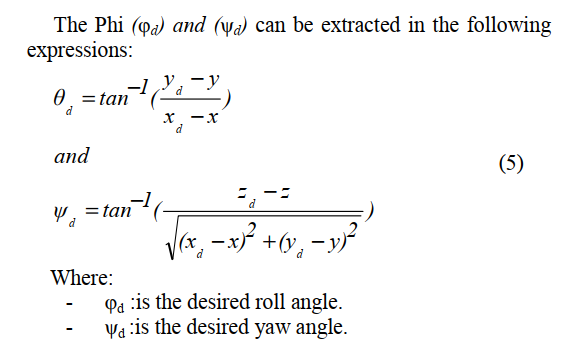 The Phi (φd) and (ψd) can be extracted in the following
expressions:
θ_d = tan^-1( (y_d − y) / (x_d − x) )
and
(5)
ψ_d = tan^-1( (z_d − z) / √((x_d − x)^2 + (y_d − y)^2) )
Where:
- φd :is the desired roll angle.
- ψd :is the desired yaw angle.